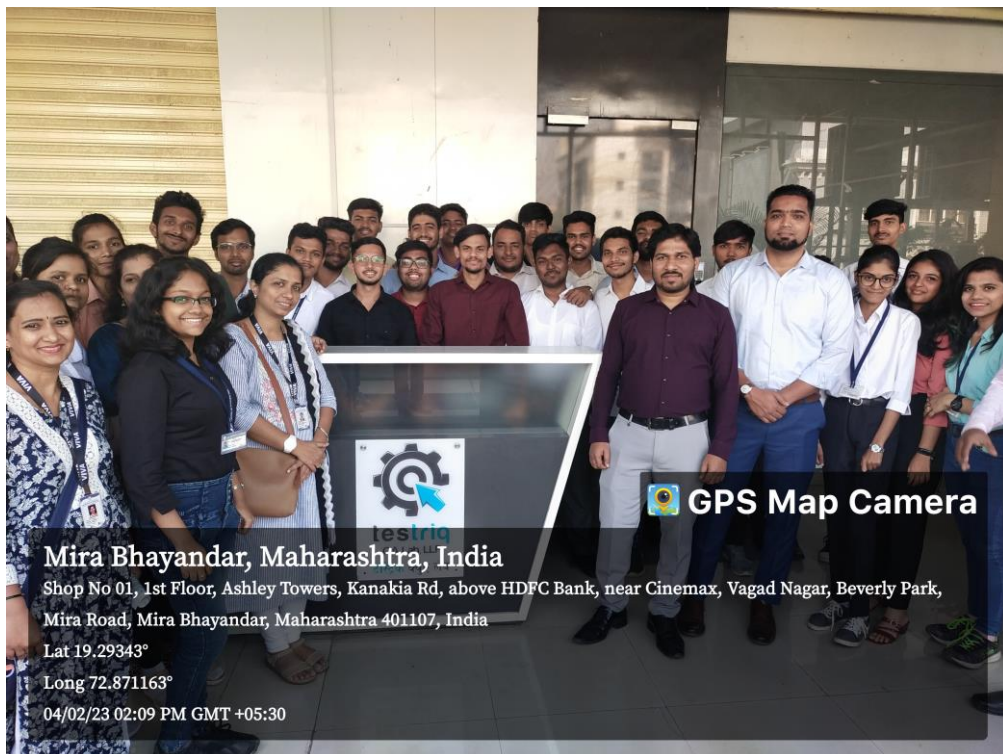 VIVA
VIVA
testriq
GPS Map Camera
Mira Bhayandar, Maharashtra, India
Shop No 01, 1st Floor, Ashley Towers, Kanakia Rd, above HDFC Bank, near Cinemax, Vagad Nagar, Beverly Park,
Mira Road, Mira Bhayandar, Maharashtra 401107, India
Lat 19.29343°
Long 72.871163°
04/02/23 02:09 PM GMT +05:30